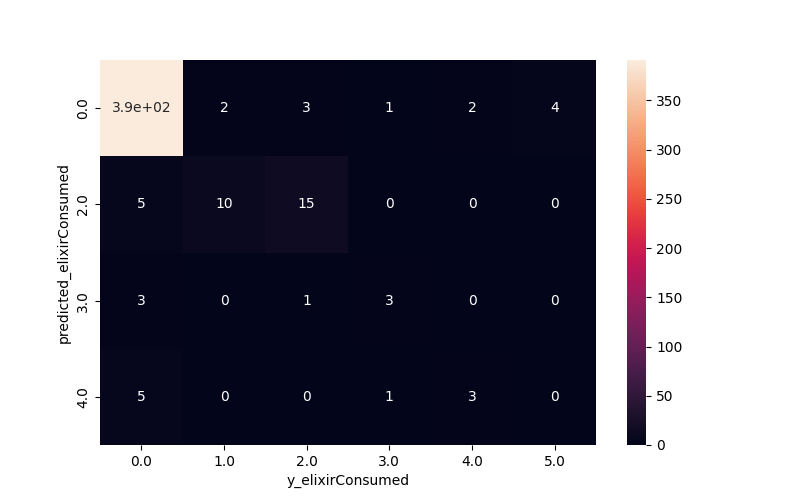 0.0 3.9e+02 2 3 1 2 4
2.0 5 10 15 0 0 0
3.0 3 0 1 3 0 0
4.0 5 0 0 1 3 0
0.0 1.0 2.0 3.0 4.0 5.0
y_elixirConsumed
predicted_elixirConsumed
350
300
250
200
150
100
50
0